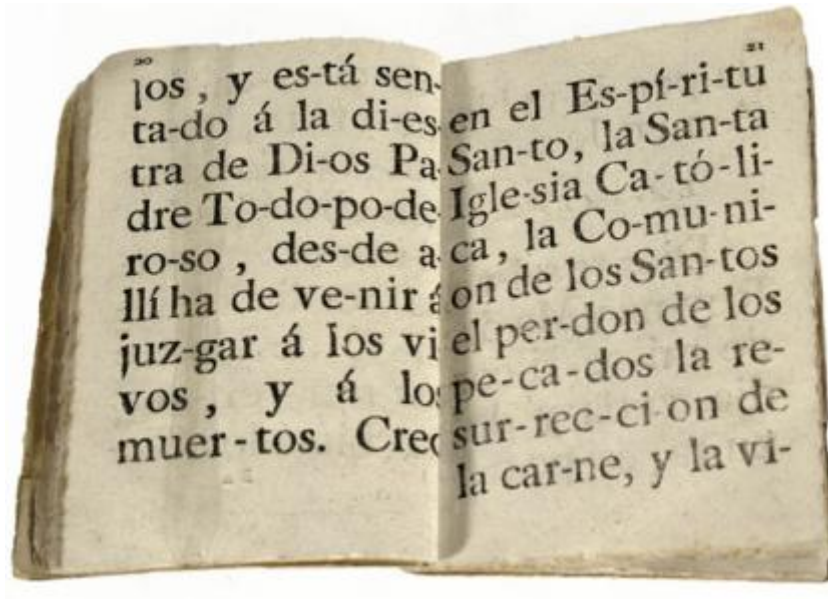 20
jos, y es-tá sen-
ta-do á la di-es-
tra de Di-os Pa-
dre To-do-po-de-
ro-so, des-de a-
llí ha de ve-nir á
juz-gar á los vi
vos, y á los
muer-tos. Creo
21
en el Es-pí-ri-tu
San-to, la San-ta
Igle-sia Ca-tó-li-
ca, la Co-mu-ni-
on de los San-tos
el per-don de los
pe-ca-dos la re-
sur-rec-ci on de
la car-ne, y la vi-